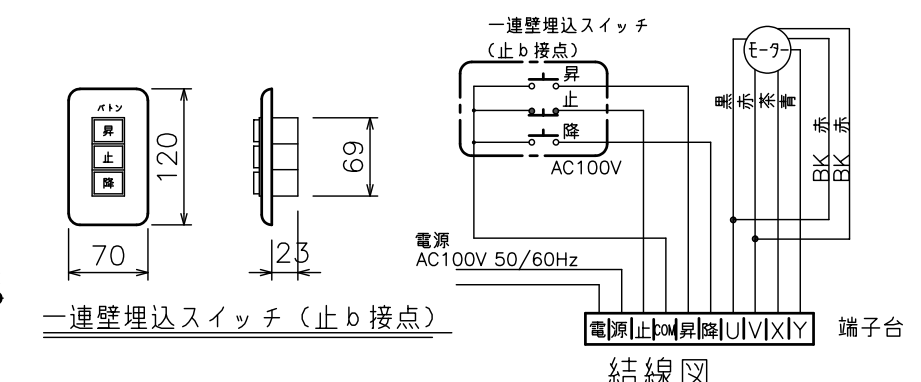 バトン
昇
止
降
120
70
69
23
一連壁埋込スイッチ(止b接点)
一連壁埋込スイッチ
(止b接点)
昇
止
降
AC100V
モーター
黒 赤 茶 青
BK 赤
BK 赤
電源
AC100V 50/60Hz
電 源 止 COM 昇 降 U V X Y
端子台
結線図